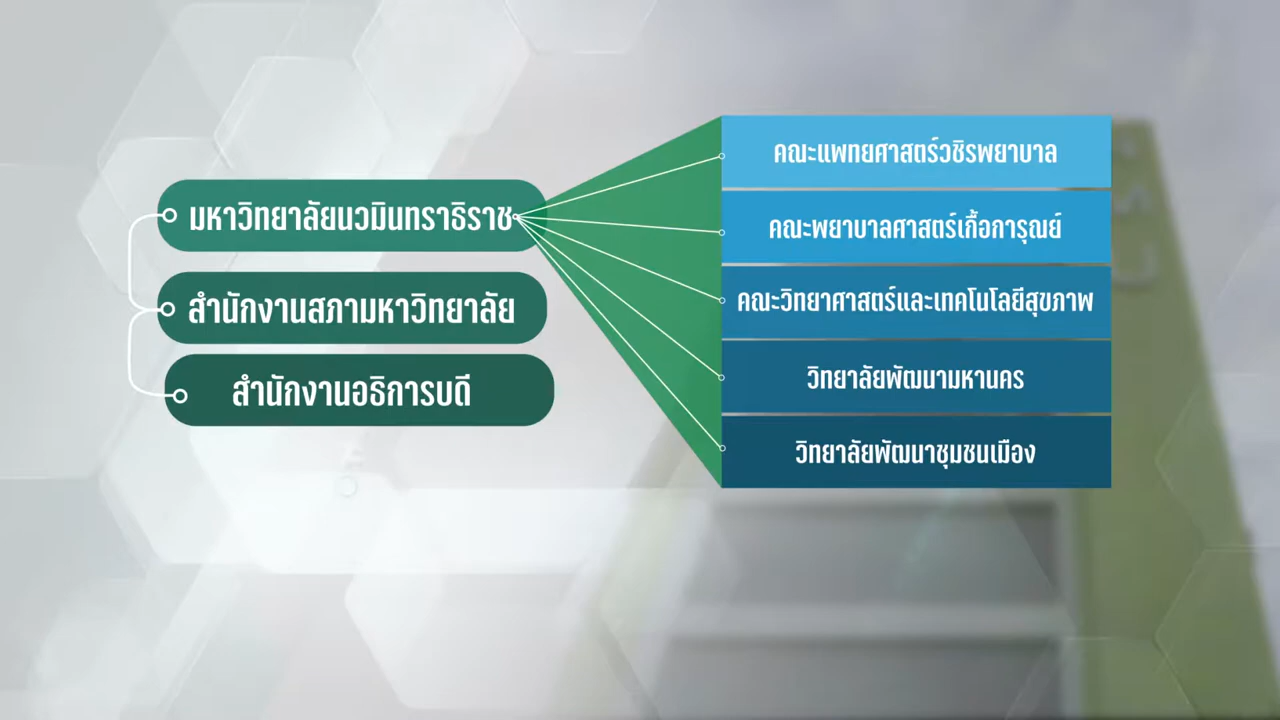 มหาวิทยาลัยนวมินทราธิราช
สำนักงานสภามหาวิทยาลัย
สำนักงานอธิการบดี
คณะแพทยศาสตร์วชิรพยาบาล
คณะพยาบาลศาสตร์เกื้อการุณย์
คณะวิทยาศาสตร์และเทคโนโลยีสุขภาพ
วิทยาลัยพัฒนามหานคร
วิทยาลัยพัฒนาชุมชนเมือง